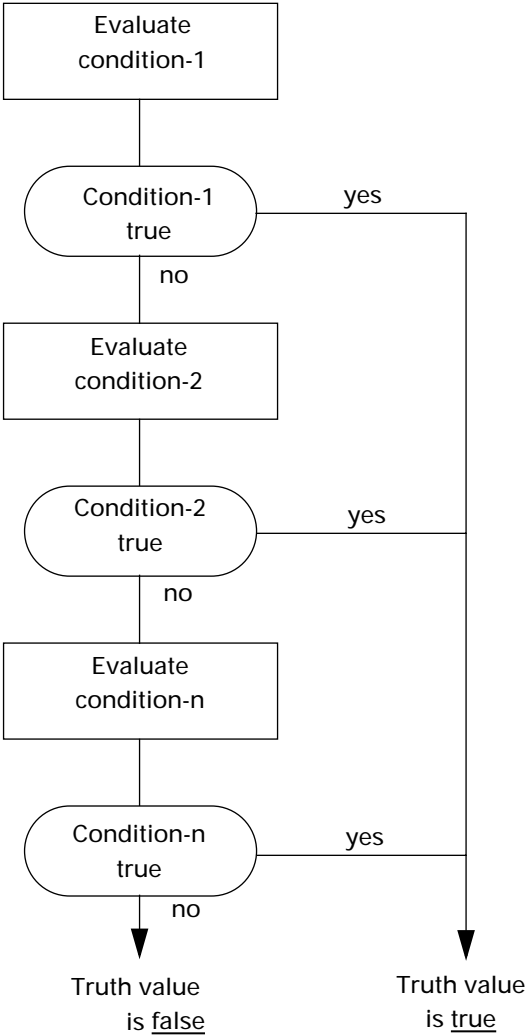 Evaluate
condition-1
Condition-1
true
yes
no
Evaluate
condition-2
Condition-2
true
yes
no
Evaluate
condition-n
Condition-n
true
yes
no
Truth value
is false
Truth value
is true